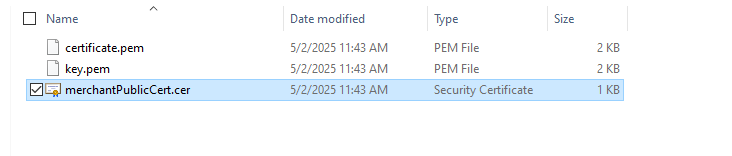 Name Date modified Type Size
certificate.pem 5/2/2025 11:43 AM PEM File 2 KB
key.pem 5/2/2025 11:43 AM PEM File 2 KB
merchantPublicCert.cer 5/2/2025 11:43 AM Security Certificate 1 KB